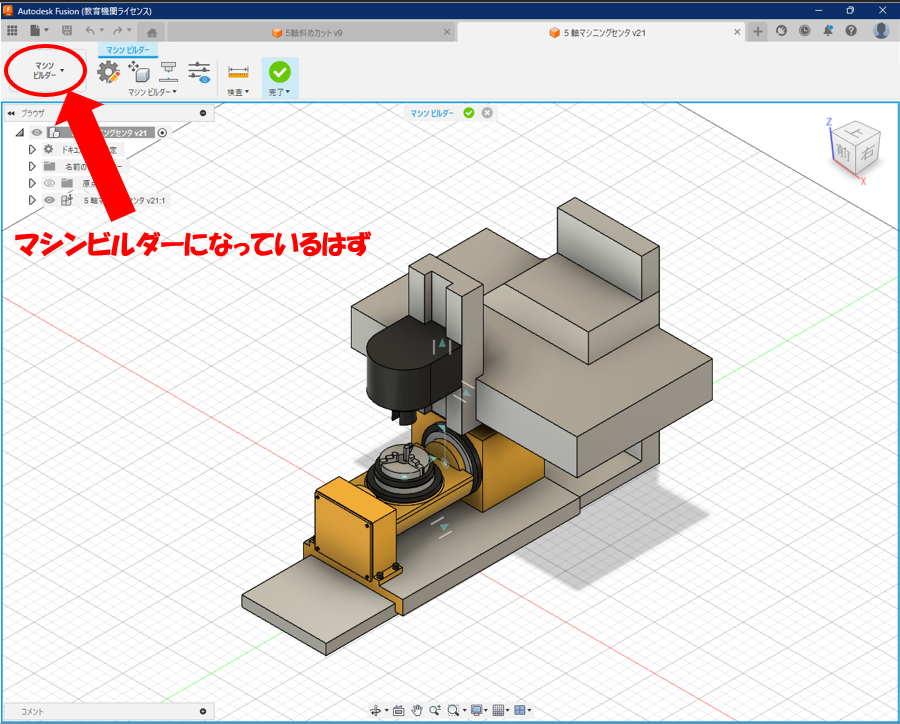 Autodesk Fusion (教育機関ライセンス)
5軸斜めカット v9
5 軸マシニングセンタ v21
マシン ビルダー
マシン
ビルダー
マシン ビルダー
検査
完了
ブラウザ
マシン ビルダー
ングセンタ v21
ドキュ
定
名前の
ー
原点
5 軸マ
ンタ v21:1
マシンビルダーになっているはず
Z
上
前
右
X
コメント